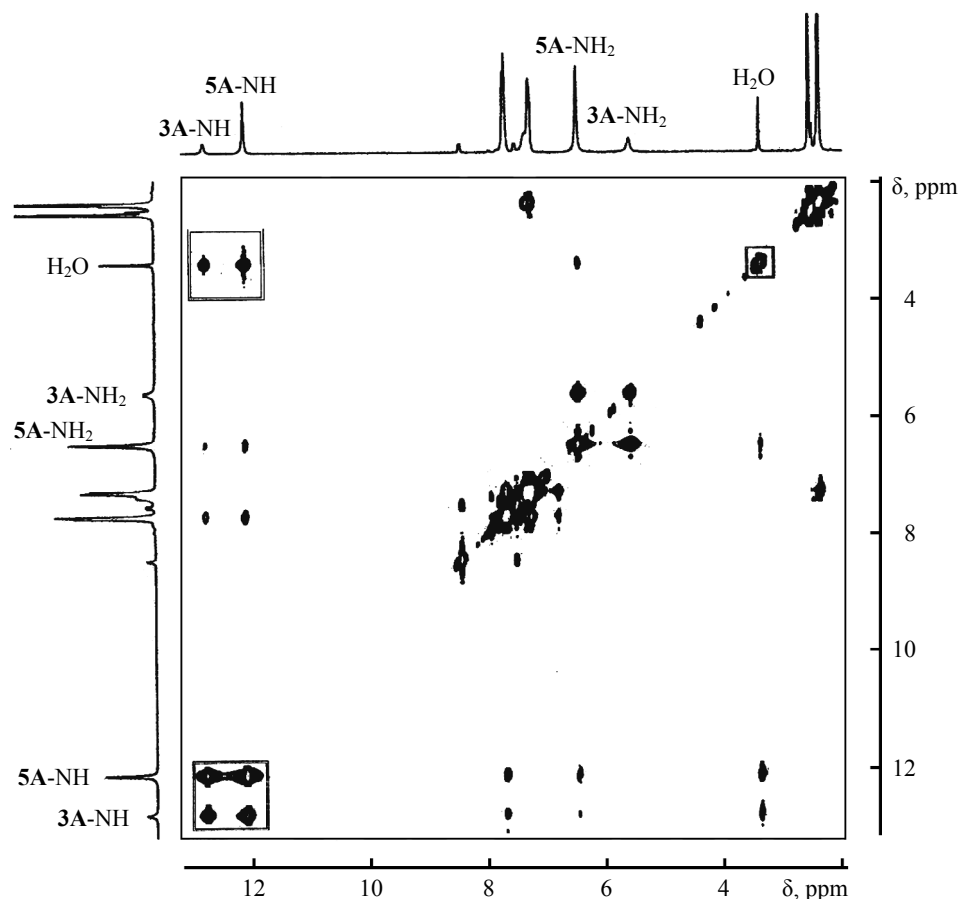 5A-NH₂
5A-NH
H₂O
3A-NH
3A-NH₂
δ, ppm
H₂O
4
3A-NH₂
6
5A-NH₂
8
10
5A-NH
12
3A-NH
12 10 8 6 4 δ, ppm